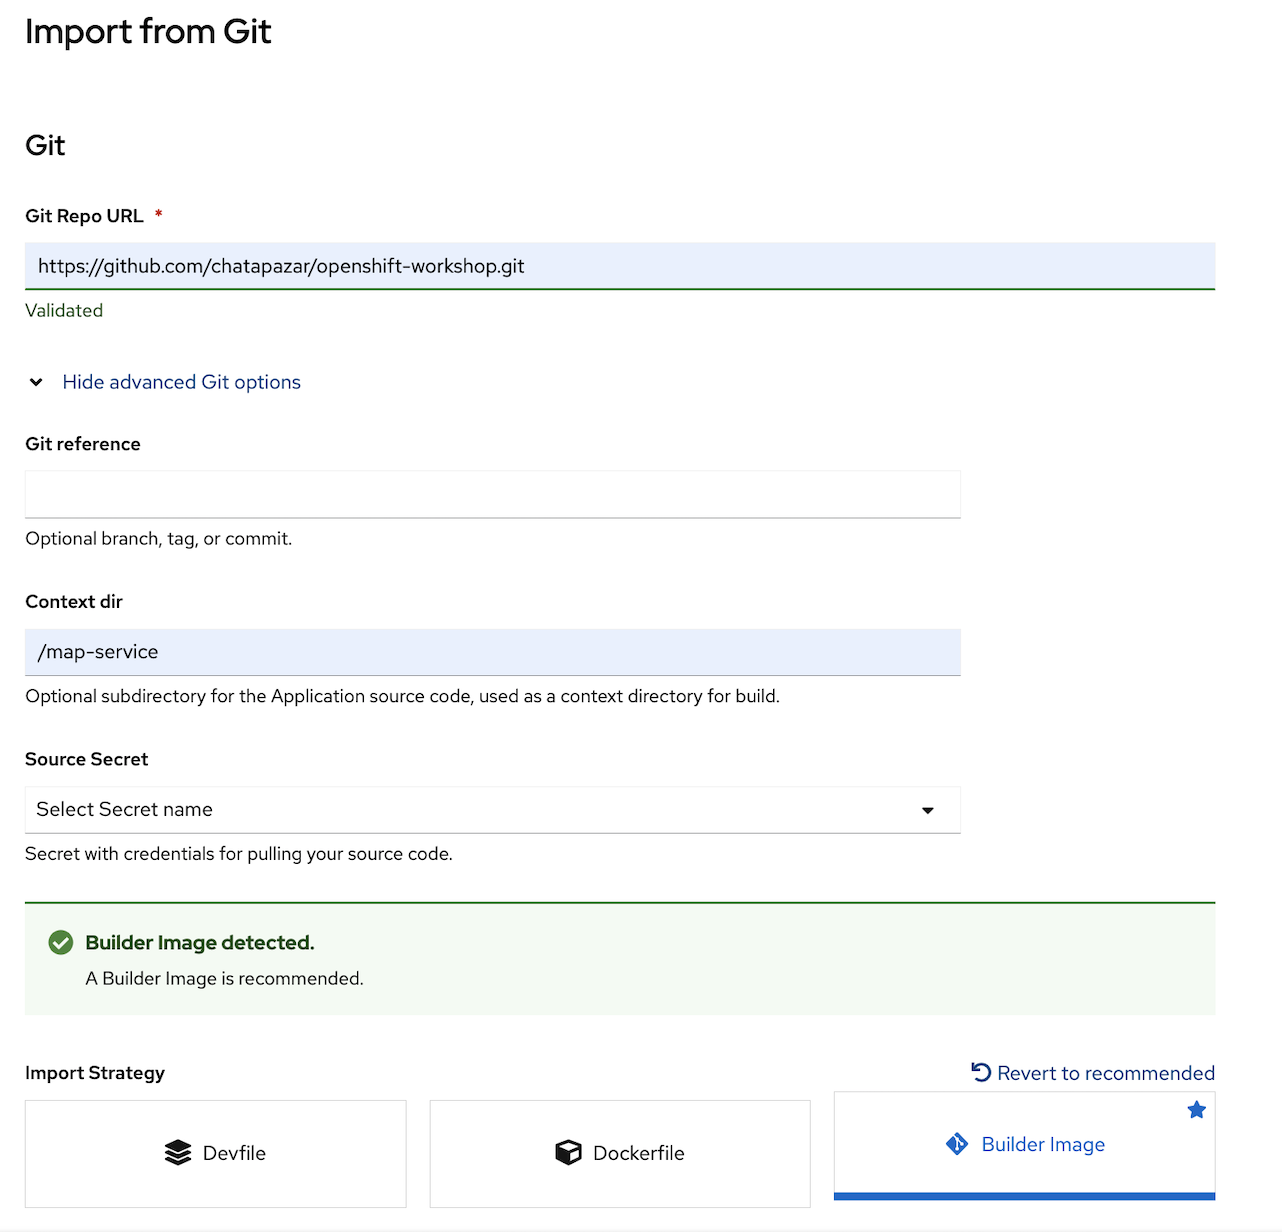 Import from Git
Git
Git Repo URL *
https://github.com/chatapazar/openshift-workshop.git
Validated
Hide advanced Git options
Git reference
Optional branch, tag, or commit.
Context dir
/map-service
Optional subdirectory for the Application source code, used as a context directory for build.
Source Secret
Select Secret name
Secret with credentials for pulling your source code.
Builder Image detected.
A Builder Image is recommended.
Import Strategy
Revert to recommended
Devfile
Dockerfile
Builder Image